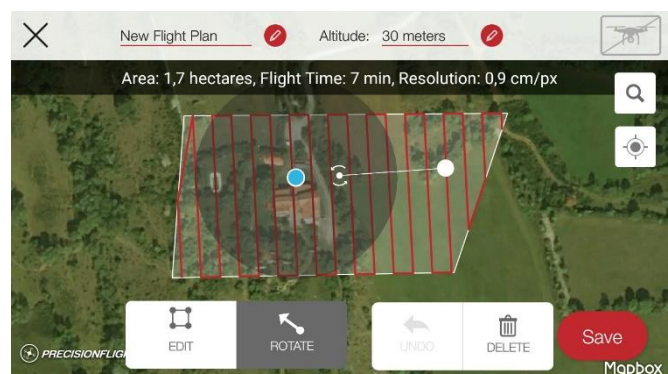 New Flight Plan Altitude: 30 meters
Area: 1,7 hectares, Flight Time: 7 min, Resolution: 0,9 cm/px
EDIT ROTATE UNDO DELETE Save
PRECISIONFLIG
Mapbox